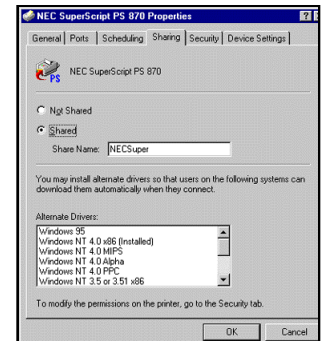 NEC SuperScript PS 870 Properties
General Ports Scheduling Sharing Security Device Settings
PS
NEC SuperScript PS 870
Not Shared
Shared
Share Name: NECSuper
You may install alternate drivers so that users on the following systems can
download them automatically when they connect.
Alternate Drivers:
Windows 95
Windows NT 4.0 x86 (Installed)
Windows NT 4.0 MIPS
Windows NT 4.0 Alpha
Windows NT 4.0 PPC
Windows NT 3.5 or 3.51 x86
To modify the permissions on the printer, go to the Security tab.
OK Cancel